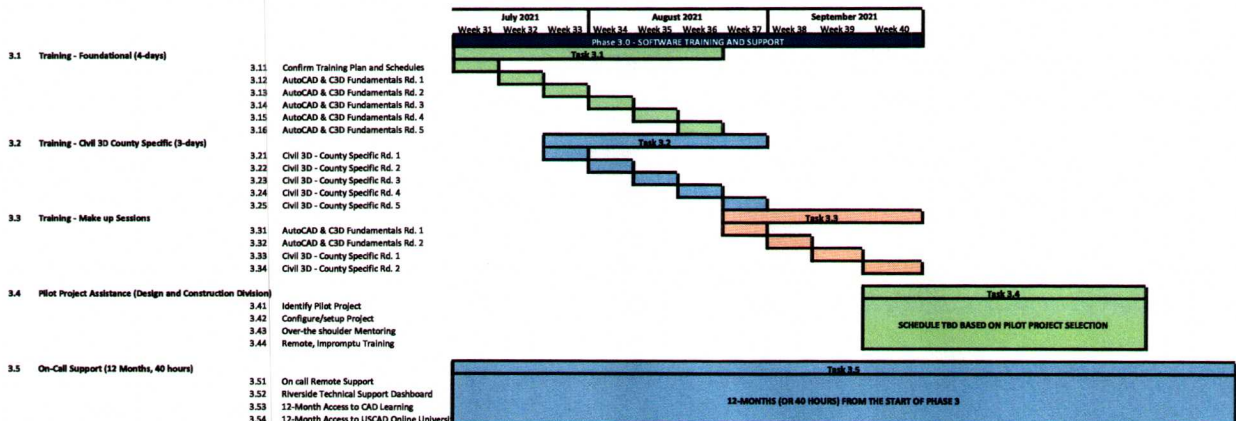 July 2021 August 2021 September 2021
Week 31 Week 32 Week 33 Week 34 Week 35 Week 36 Week 37 Week 38 Week 39 Week 40
Phase 3.0 - SOFTWARE TRAINING AND SUPPORT
3.1 Training - Foundational (4-days) Task 3.1
3.11 Confirm Training Plan and Schedules
3.12 AutoCAD & C3D Fundamentals Rd. 1
3.13 AutoCAD & C3D Fundamentals Rd. 2
3.14 AutoCAD & C3D Fundamentals Rd. 3
3.15 AutoCAD & C3D Fundamentals Rd. 4
3.16 AutoCAD & C3D Fundamentals Rd. 5
3.2 Training - Civil 3D County Specific (3-days) Task 3.2
3.21 Civil 3D - County Specific Rd. 1
3.22 Civil 3D - County Specific Rd. 2
3.23 Civil 3D - County Specific Rd. 3
3.24 Civil 3D - County Specific Rd. 4
3.25 Civil 3D - County Specific Rd. 5
3.3 Training - Make up Sessions Task 3.3
3.31 AutoCAD & C3D Fundamentals Rd. 1
3.32 AutoCAD & C3D Fundamentals Rd. 2
3.33 Civil 3D - County Specific Rd. 1
3.34 Civil 3D - County Specific Rd. 2
3.4 Pilot Project Assistance (Design and Construction Division) Task 3.4
3.41 Identify Pilot Project
3.42 Configure/setup Project
SCHEDULE TBD BASED ON PILOT PROJECT SELECTION
3.43 Over-the shoulder Mentoring
3.44 Remote, Impromptu Training
3.5 On-Call Support (12 Months, 40 hours) Task 3.5
3.51 On call Remote Support
3.52 Riverside Technical Support Dashboard
12-MONTHS (OR 40 HOURS) FROM THE START OF PHASE 3
3.53 12-Month Access to CAD Learning
3.54 12-Month Access to USCAD Online Universi